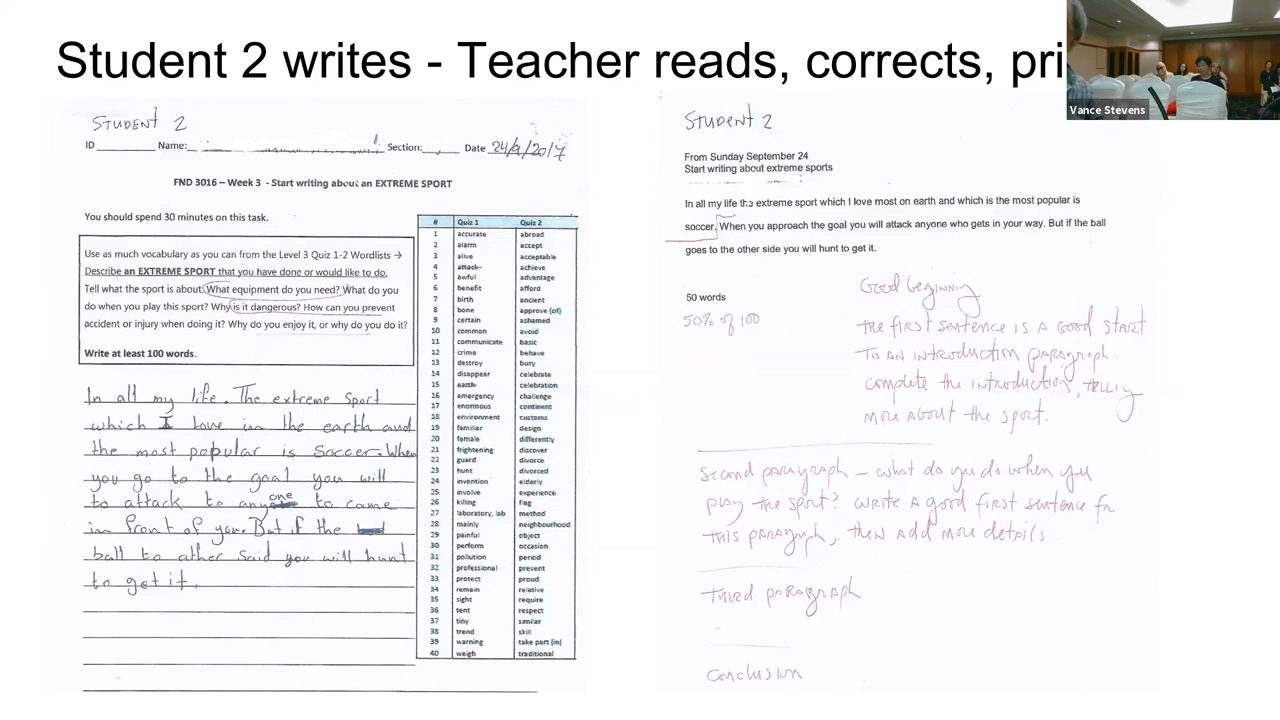 Student 2 writes - Teacher reads, corrects, pri
Vance Stevens
STUDENT 2
ID Name: Section: Date 24/9/2017
FND 3016 – Week 3 - Start writing about an EXTREME SPORT
You should spend 30 minutes on this task.
Use as much vocabulary as you can from the Level 3 Quiz 1-2 Wordlists →
Describe an EXTREME SPORT that you have done or would like to do.
Tell what the sport is about. What equipment do you need? What do you
do when you play this sport? Why is it dangerous? How can you prevent
accident or injury when doing it? Why do you enjoy it, or why do you do it?
Write at least 100 words.
In all my life. The extreme Sport
which I love in the earth and
the most popular is Soccer. When
you go to the goal you will
to attack to any one to came
in front of you. But if the
ball to ather Said you will hunt
to get it.
# Quiz 1 Quiz 2
1 accurate abroad
2 alarm accept
3 alive acceptable
4 attack achieve
5 awful advantage
6 benefit afford
7 birth ancient
8 bone approve (of)
9 certain ashamed
10 common avoid
11 communicate basic
12 crime behave
13 destroy bury
14 disappear celebrate
15 earth celebration
16 emergency challenge
17 enormous continent
18 environment customs
19 familiar design
20 female differently
21 frightening discover
22 guard divorce
23 hunt divorced
24 invention elderly
25 involve experience
26 killing flag
27 laboratory, lab method
28 mainly neighbourhood
29 painful object
30 perform occasion
31 pollution period
32 professional prevent
33 protect proud
34 remain relative
35 sight require
36 tent respect
37 tiny similar
38 trend skill
39 warning take part (in)
40 weigh traditional
STUDENT 2
From Sunday September 24
Start writing about extreme sports
In all my life the extreme sport which I love most on earth and which is the most popular is
soccer. When you approach the goal you will attack anyone who gets in your way. But if the ball
goes to the other side you will hunt to get it.
50 words
50% of 100
Good beginning
The first sentence is a good start
to an introduction paragraph.
Complete the introduction, telling
more about the sport.
Second paragraph – what do you do when you
play the sport? Write a good first sentence for
this paragraph, then add more details
Third paragraph
Conclusion